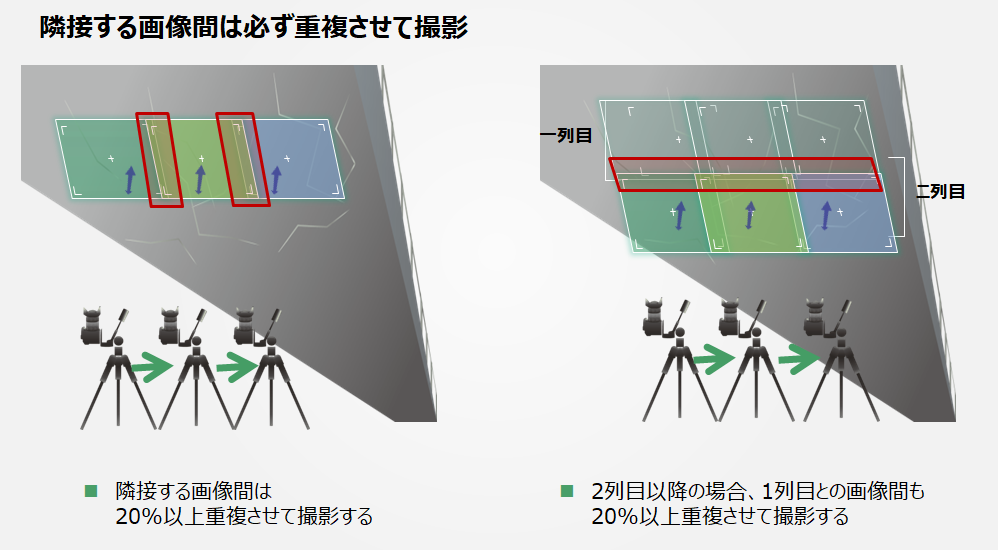 隣接する画像間は必ず重複させて撮影
一列目
二列目
隣接する画像間は
20%以上重複させて撮影する
2列目以降の場合、1列目との画像間も
20%以上重複させて撮影する